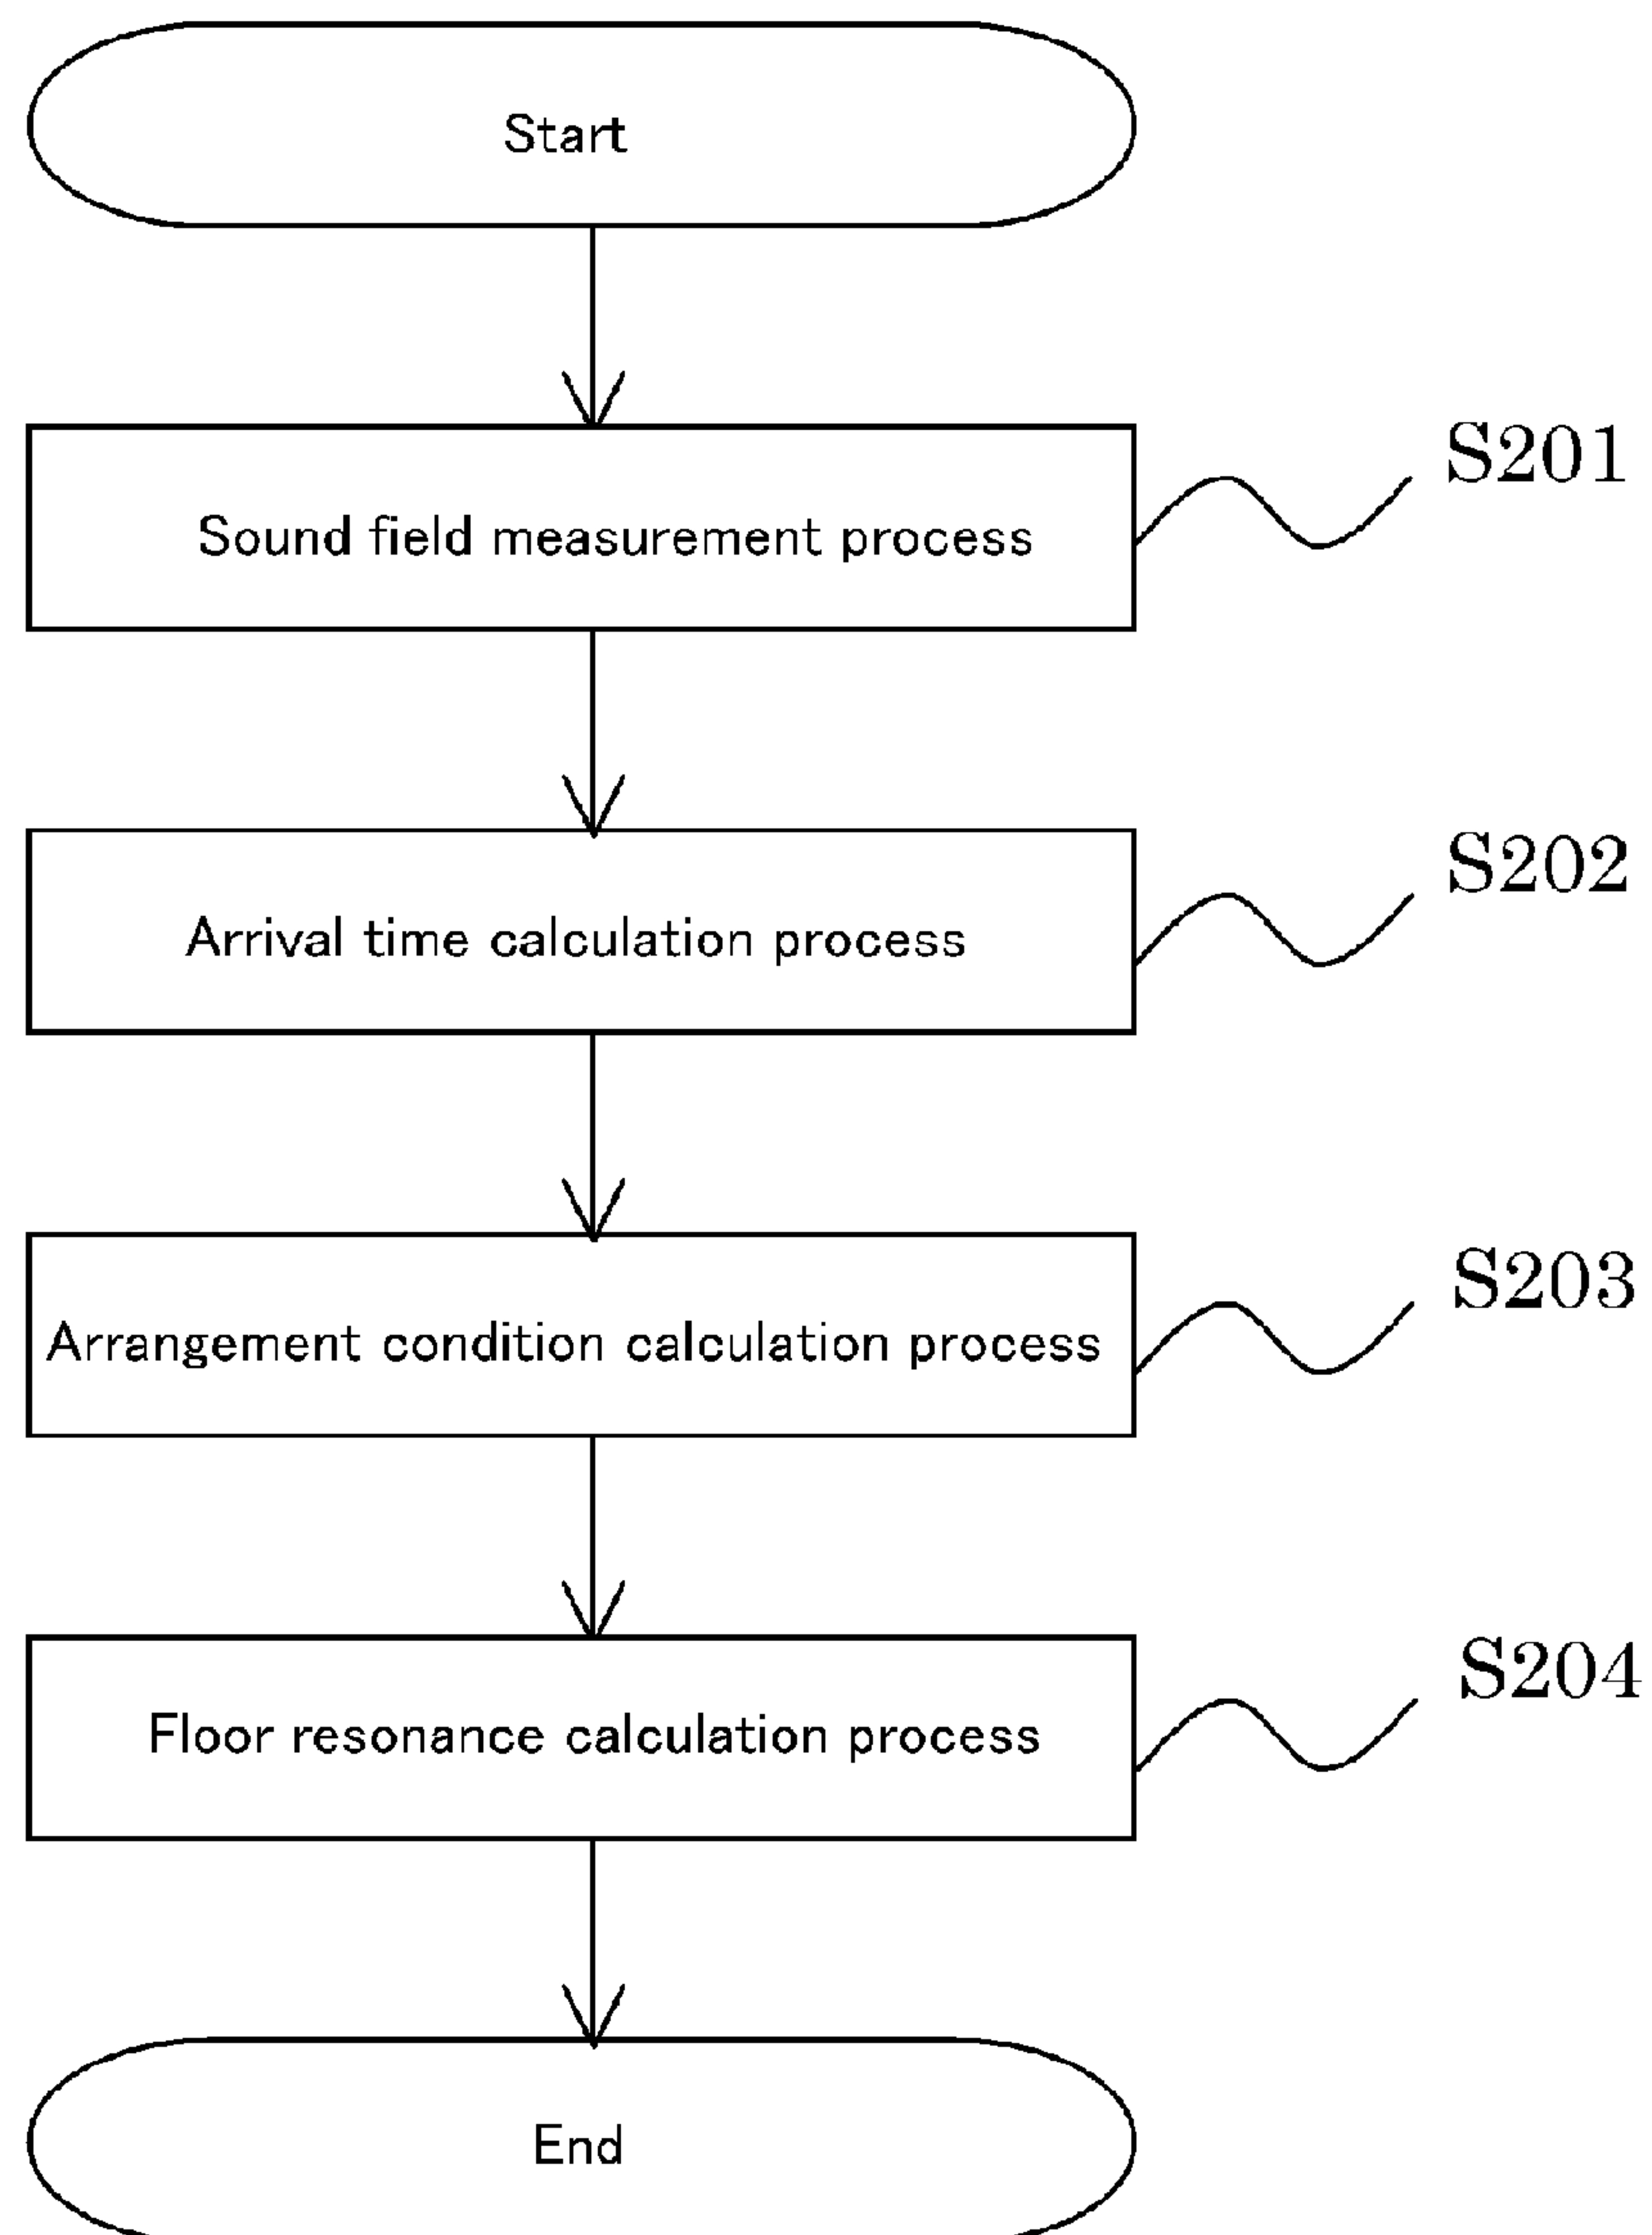 Start
Sound field measurement process
S201
Arrival time calculation process
S202
Arrangement condition calculation process
S203
Floor resonance calculation process
S204
End